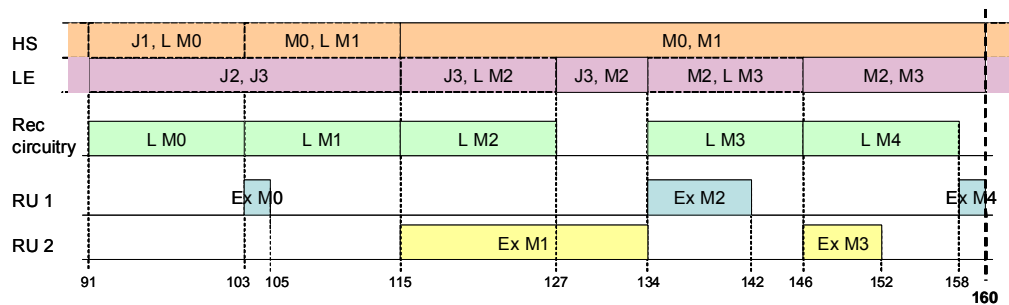 HS J1, L M0 M0, L M1 M0, M1
LE J2, J3 J3, L M2 J3, M2 M2, L M3 M2, M3
Rec
circuitry L M0 L M1 L M2 L M3 L M4
RU 1 Ex M0 Ex M2 Ex M4
RU 2 Ex M1 Ex M3
91 103 105 115 127 134 142 146 152 158
160